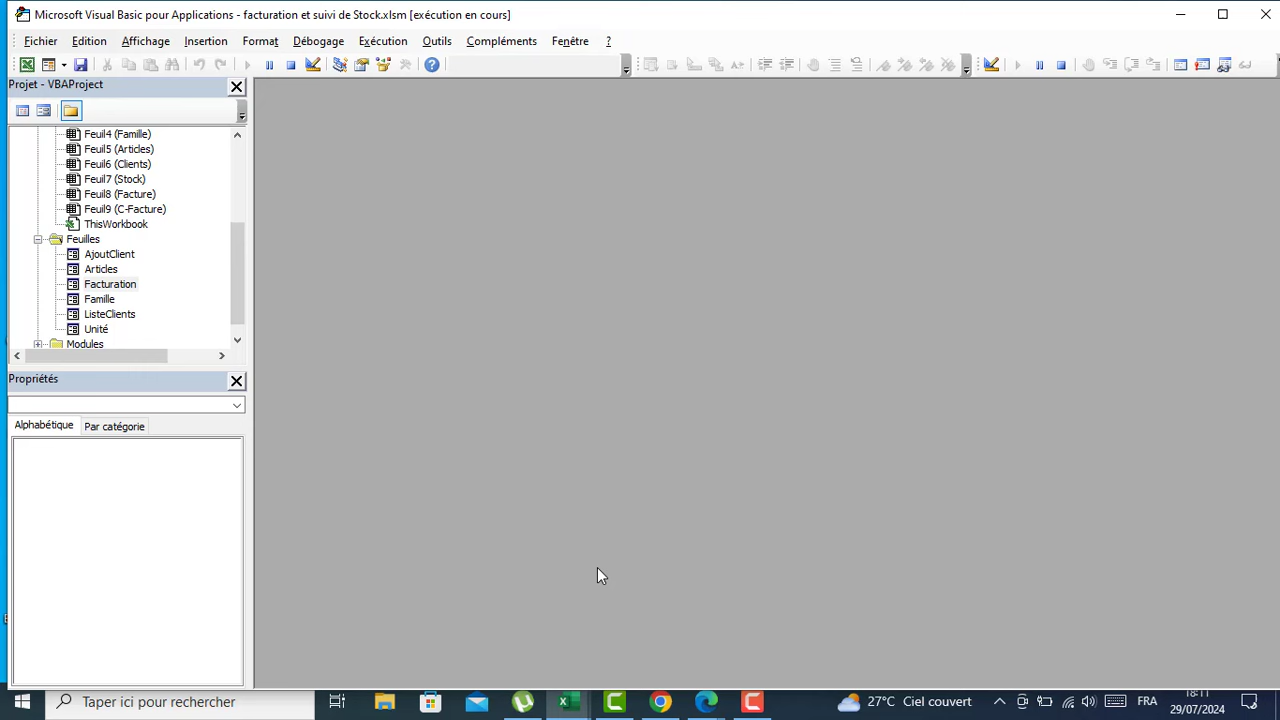 Microsoft Visual Basic pour Applications - facturation et suivi de Stock.xlsm [exécution en cours]
Fichier Edition Affichage Insertion Format Débogage Exécution Outils Compléments Fenêtre ?
Projet - VBAProject
Feuil4 (Famille)
Feuil5 (Articles)
Feuil6 (Clients)
Feuil7 (Stock)
Feuil8 (Facture)
Feuil9 (C-Facture)
ThisWorkbook
Feuilles
AjoutClient
Articles
Facturation
Famille
ListeClients
Unité
Modules
Propriétés
Alphabétique Par catégorie
Taper ici pour rechercher
27°C Ciel couvert
FRA
18:11
29/07/2024